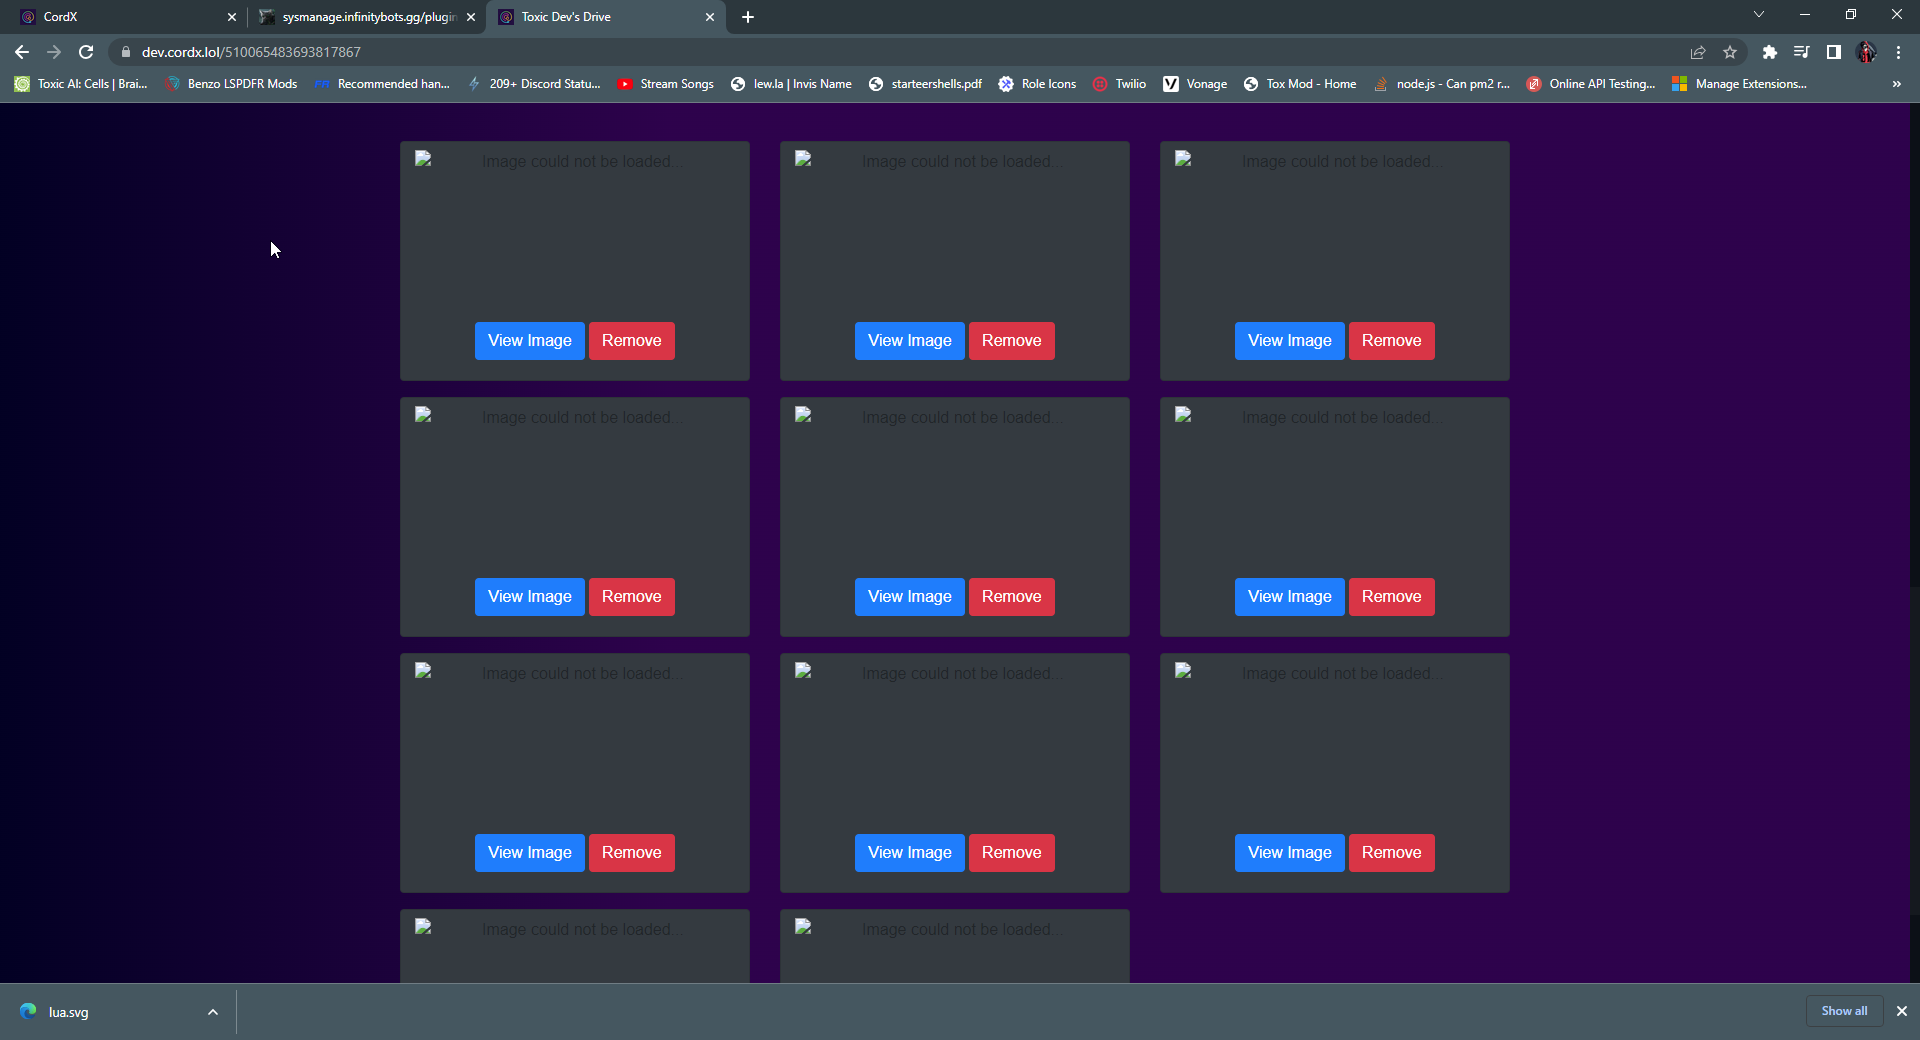 CordX
sysmanage.infinitybots.gg/plugin
Toxic Dev's Drive
dev.cordx.lol/510065483693817867
Toxic AI: Cells | Brai...
Benzo LSPDFR Mods
Recommended han...
209+ Discord Statu...
Stream Songs
lew.la | Invis Name
starteershells.pdf
Role Icons
Twilio
Vonage
Tox Mod - Home
node.js - Can pm2 r...
Online API Testing...
Manage Extensions...
»
Image could not be loaded... Image could not be loaded... Image could not be loaded...
View Image Remove View Image Remove View Image Remove
Image could not be loaded... Image could not be loaded... Image could not be loaded...
View Image Remove View Image Remove View Image Remove
Image could not be loaded... Image could not be loaded... Image could not be loaded...
View Image Remove View Image Remove View Image Remove
Image could not be loaded... Image could not be loaded...
lua.svg
Show all